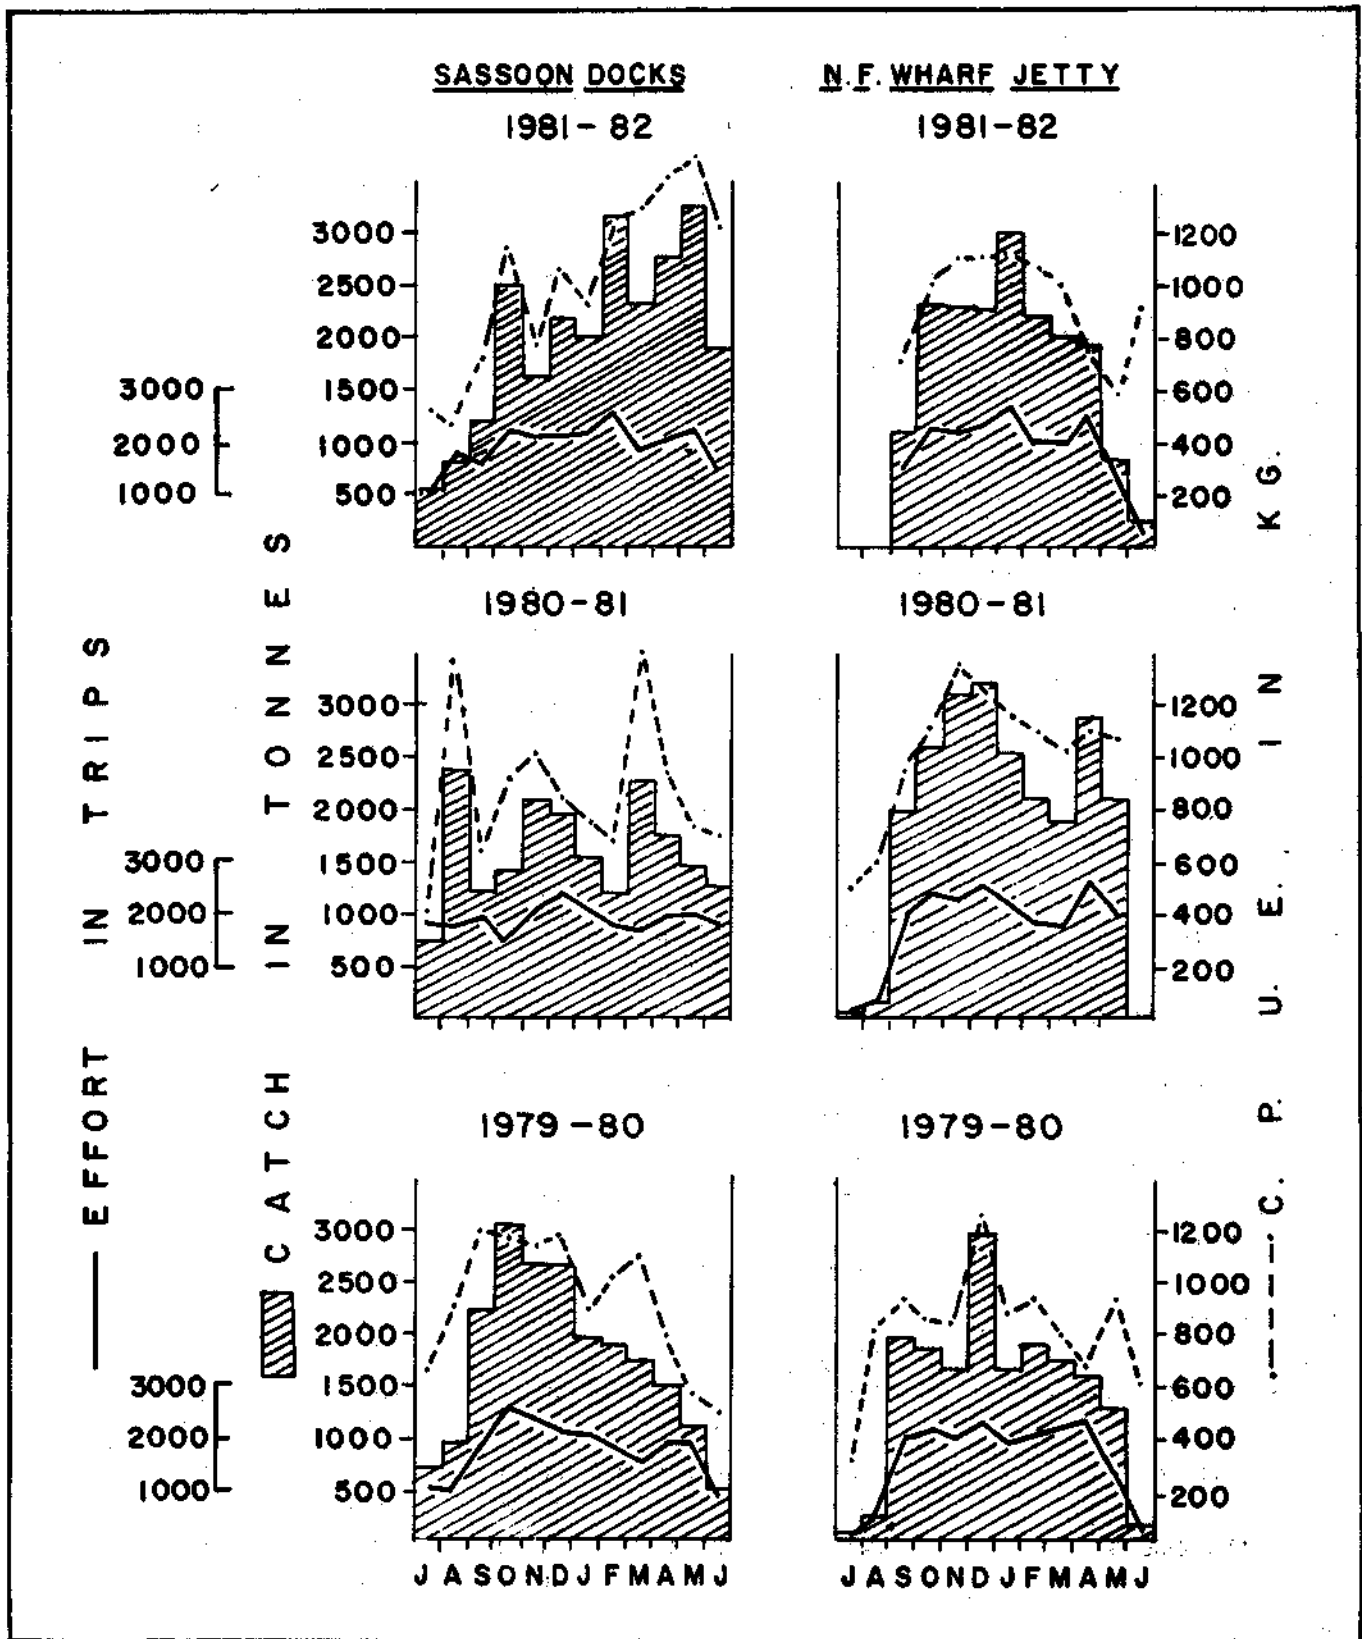 SASSOON DOCKS N.F. WHARF JETTY
1981-82 1981-82
3000 1200
2500 1000
2000 800
3000 1500 600
2000 1000 400
1000 500 200
1980-81 1980-81
3000 1200
2500 1000
2000 800
3000 1500 600
2000 1000 400
1000 500 200
1979-80 1979-80
3000 1200
2500 1000
2000 800
3000 1500 600
2000 1000 400
1000 500 200
J A S O N D J F M A M J J A S O N D J F M A M J
EFFORT IN TRIPS
CATCH IN TONNES
C. P. U. E. IN KG.